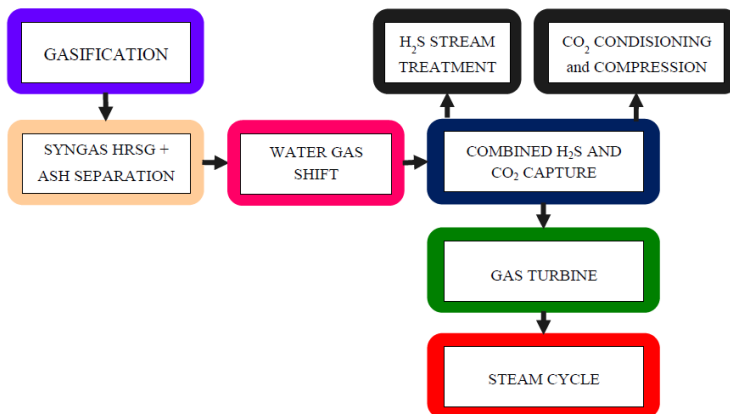 GASIFICATION
H₂S STREAM
TREATMENT
CO₂ CONDISIONING
and COMPRESSION
SYNGAS HRSG +
ASH SEPARATION
WATER GAS
SHIFT
COMBINED H₂S AND
CO₂ CAPTURE
GAS TURBINE
STEAM CYCLE